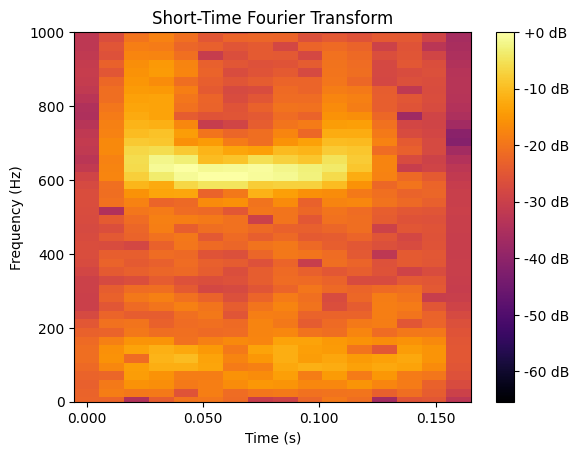 Short-Time Fourier Transform
Frequency (Hz)
1000
800
600
400
200
0
0.000 0.050 0.100 0.150
Time (s)
+0 dB
-10 dB
-20 dB
-30 dB
-40 dB
-50 dB
-60 dB